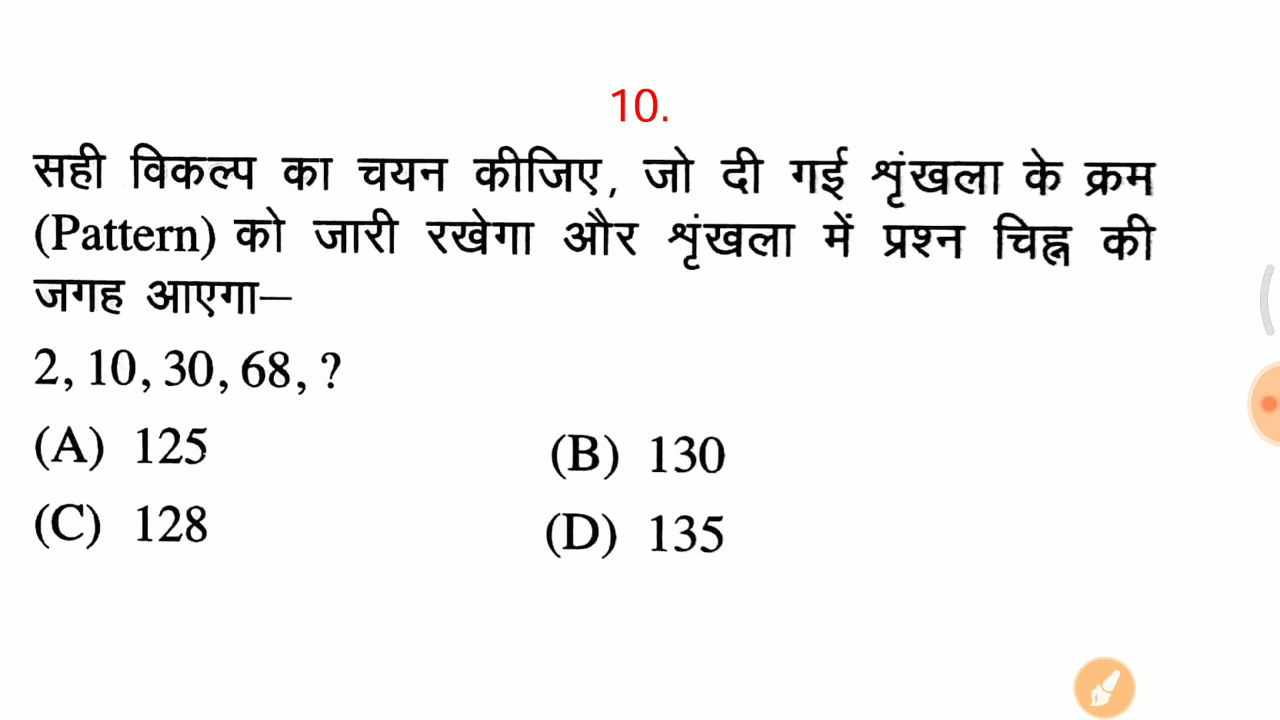 10.
सही विकल्प का चयन कीजिए, जो दी गई शृंखला के क्रम
(Pattern) को जारी रखेगा और शृंखला में प्रश्न चिह्न की
जगह आएगा–
2, 10, 30, 68, ?
(A) 125 (B) 130
(C) 128 (D) 135